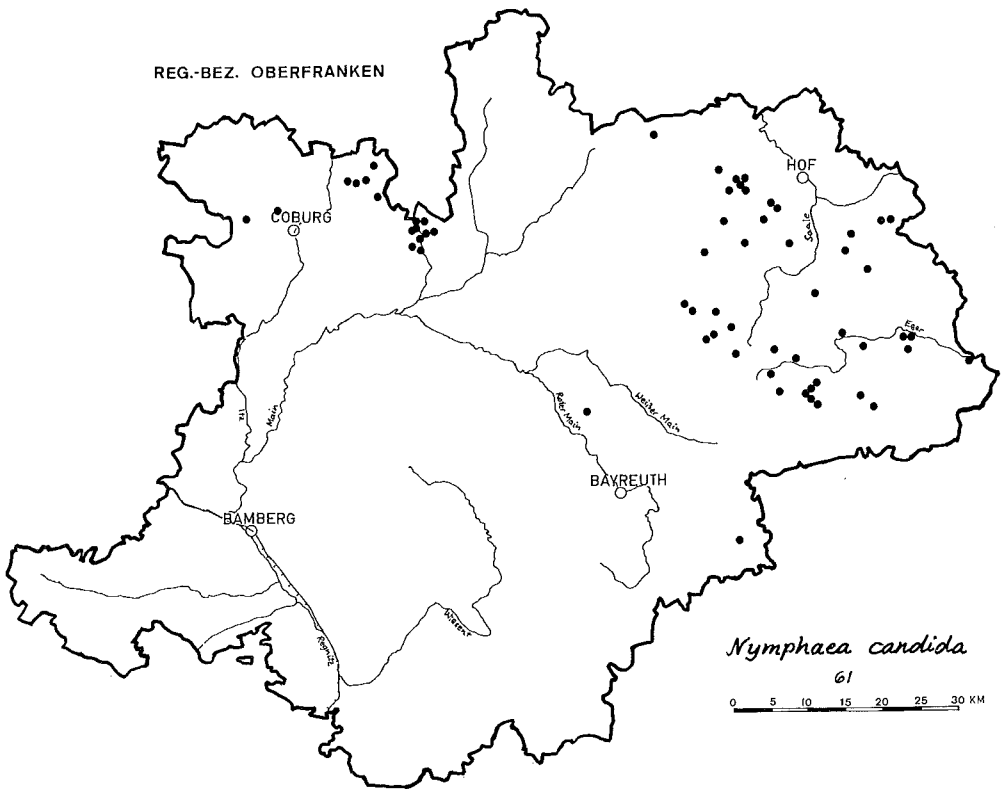 REG.-BEZ. OBERFRANKEN
HOF
COBURG
Saale
Eger
Itz
Main
Roter Main
Weißer Main
BAYREUTH
BAMBERG
Wiesent
Regnitz
Nymphaea candida
61
0 5 10 15 20 25 30 KM